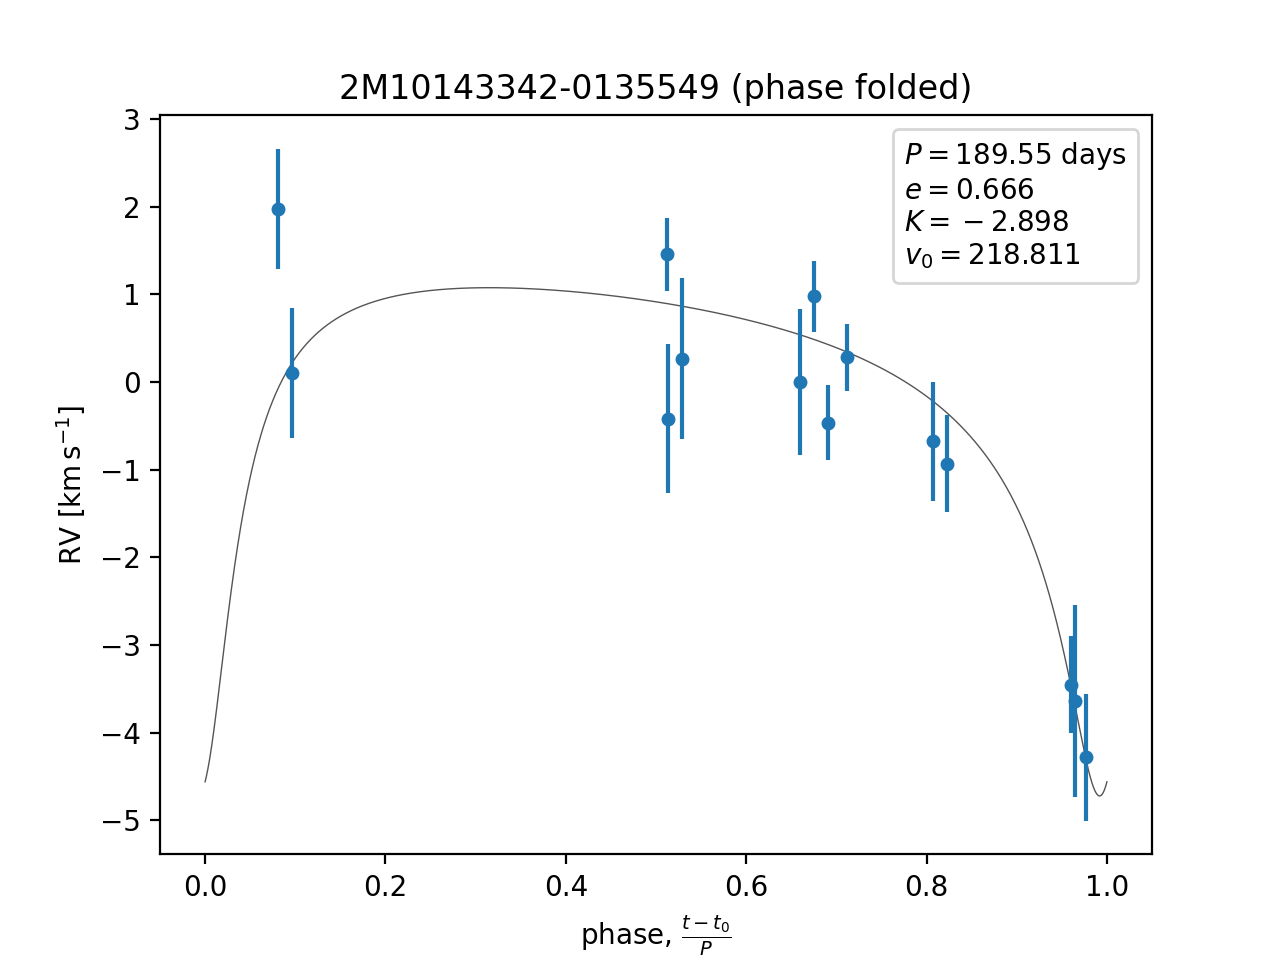 2M10143342-0135549 (phase folded)
P = 189.55 days
e = 0.666
K = − 2.898
v₀ = 218.811
3
2
1
0
−1
−2
−3
−4
−5
RV [km s⁻¹]
0.0 0.2 0.4 0.6 0.8 1.0
phase, (t − t₀)/P